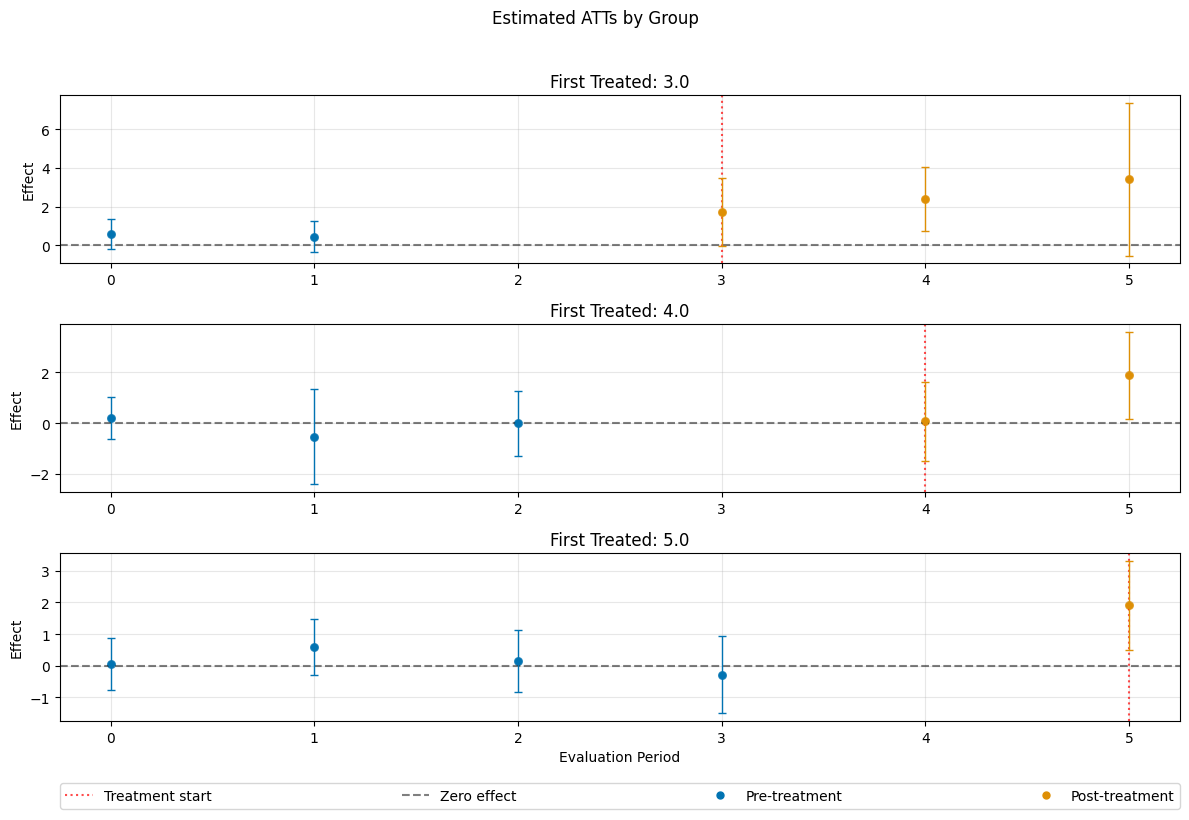 Estimated ATTs by Group
First Treated: 3.0
Effect
6
4
2
0
0 1 2 3 4 5
First Treated: 4.0
Effect
2
0
−2
0 1 2 3 4 5
First Treated: 5.0
Effect
3
2
1
0
−1
0 1 2 3 4 5
Evaluation Period
Treatment start Zero effect Pre-treatment Post-treatment